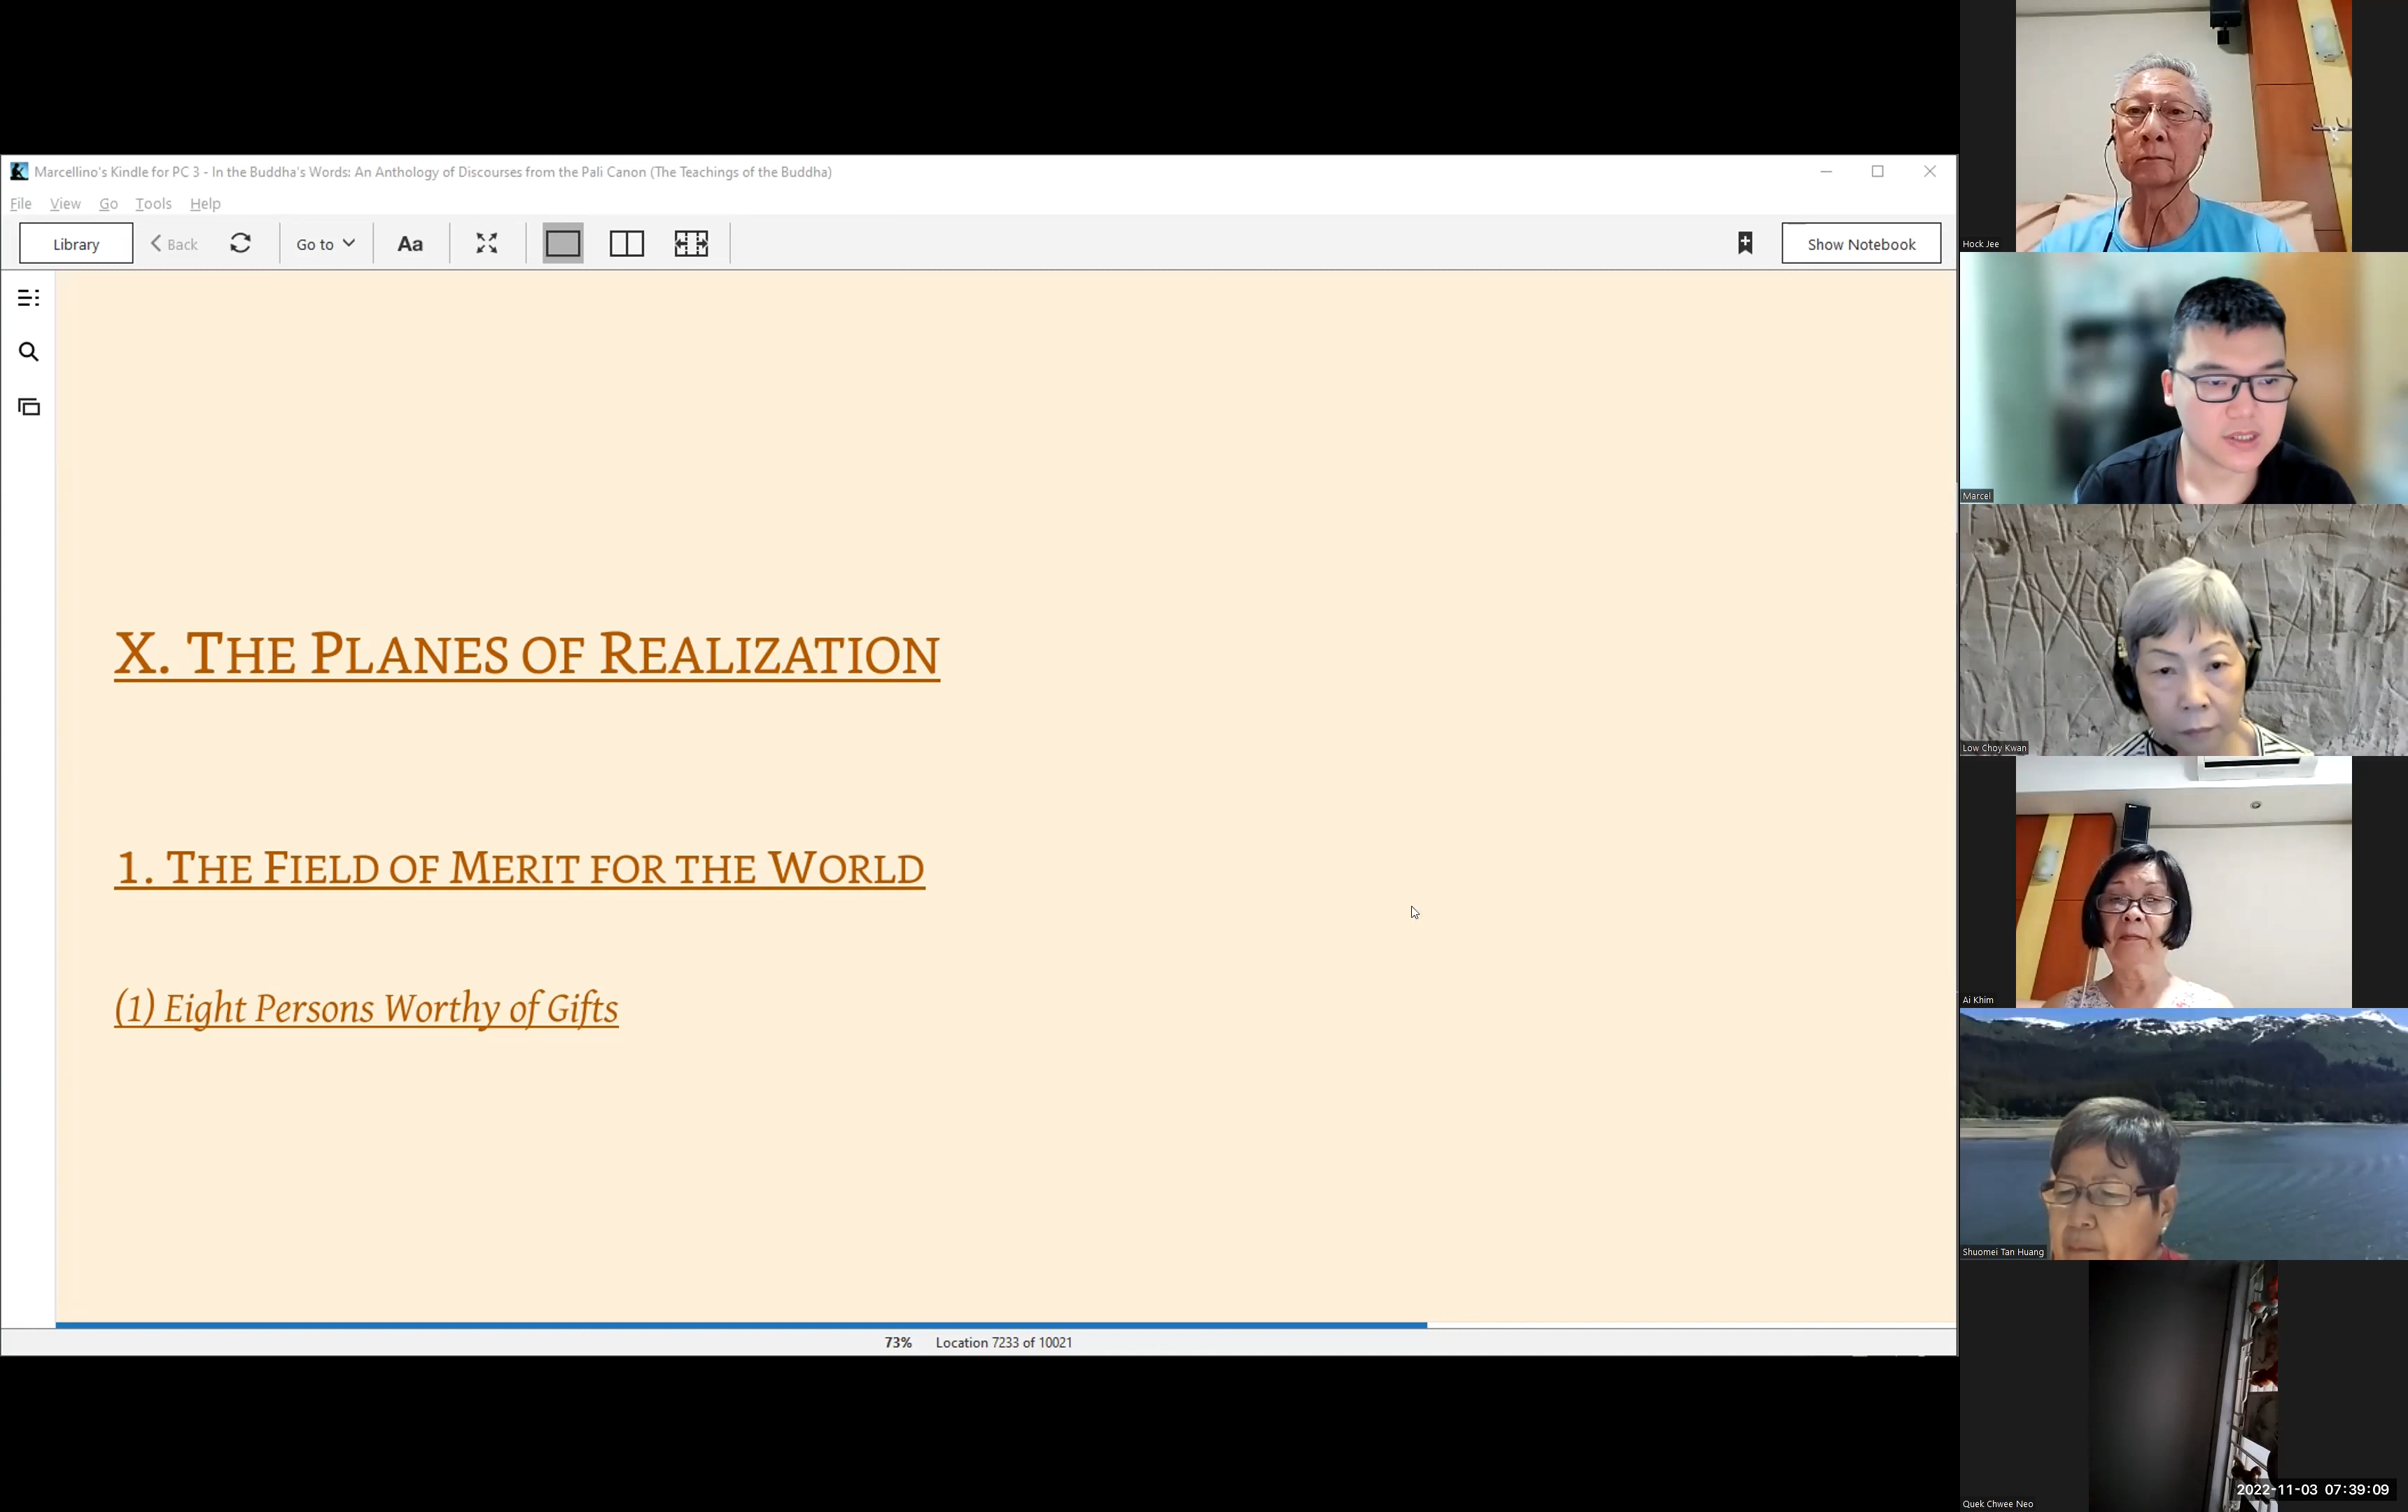 Marcellino's Kindle for PC 3 - In the Buddha's Words: An Anthology of Discourses from the Pali Canon (The Teachings of the Buddha)
File View Go Tools Help
Library Back Go to Aa Show Notebook
X. THE PLANES OF REALIZATION
1. THE FIELD OF MERIT FOR THE WORLD
(1) Eight Persons Worthy of Gifts
73% Location 7233 of 10021
Hock Jee
Marcel
Low Choy Kwan
Ai Khim
Shuomei Tan Huang
2022-11-03 07:39:09
Quek Chwee Neo